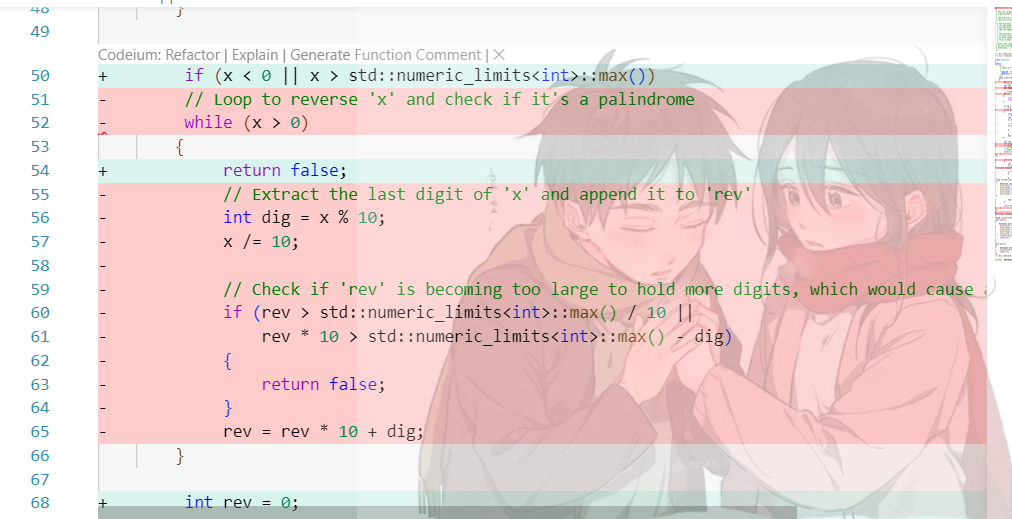 48 }
49
Codeium: Refactor | Explain | Generate Function Comment | ×
50 + if (x < 0 || x > std::numeric_limits<int>::max())
51 - // Loop to reverse 'x' and check if it's a palindrome
52 - while (x > 0)
53 {
54 + return false;
55 - // Extract the last digit of 'x' and append it to 'rev'
56 - int dig = x % 10;
57 - x /= 10;
58 -
59 - // Check if 'rev' is becoming too large to hold more digits, which would cause
60 - if (rev > std::numeric_limits<int>::max() / 10 ||
61 - rev * 10 > std::numeric_limits<int>::max() - dig)
62 - {
63 - return false;
64 - }
65 - rev = rev * 10 + dig;
66 }
67
68 + int rev = 0;